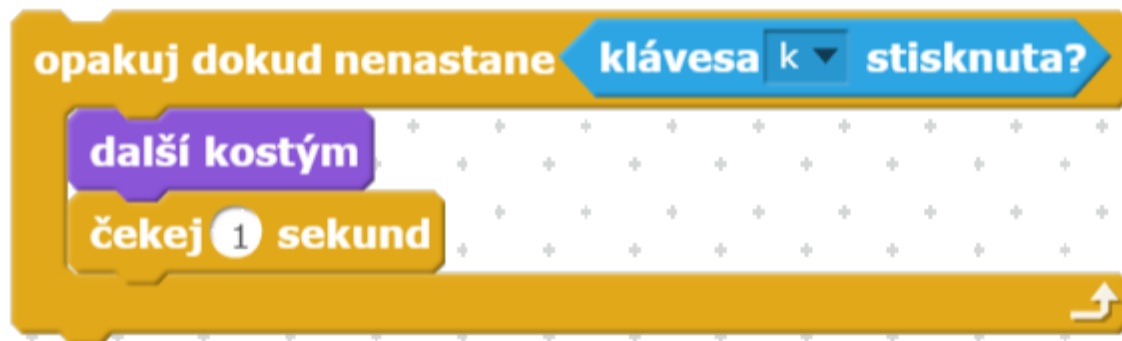 opakuj dokud nenastane klávesa k stisknuta?
další kostým
čekej 1 sekund